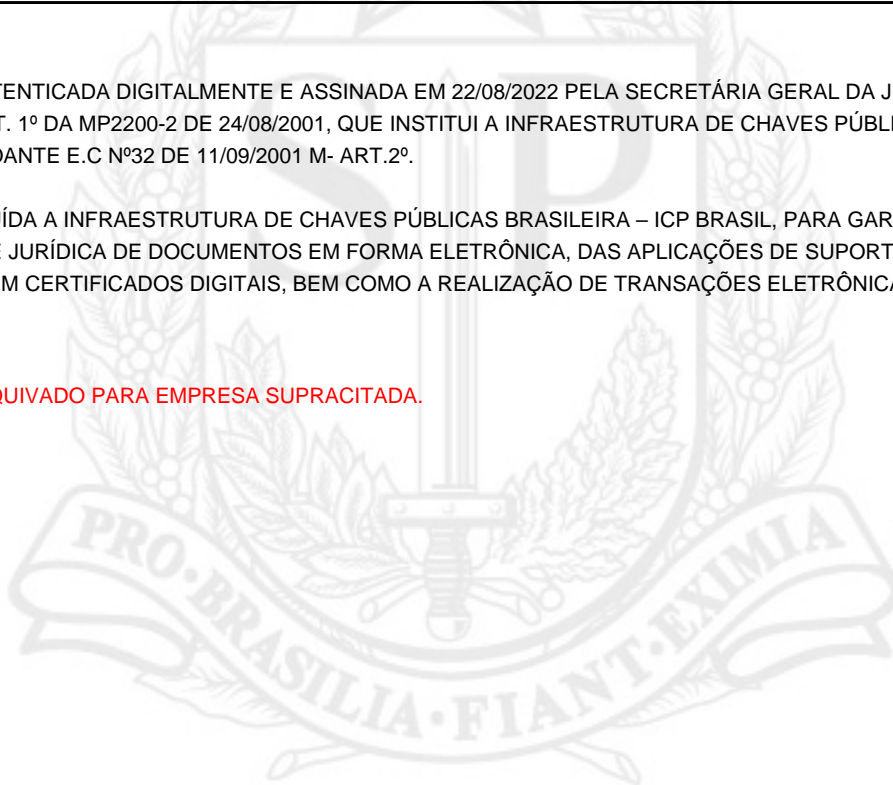 TENTICADA DIGITALMENTE E ASSINADA EM 22/08/2022 PELA SECRETÁRIA GERAL DA J
T. 1º DA MP2200-2 DE 24/08/2001, QUE INSTITUI A INFRAESTRUTURA DE CHAVES PÚBLI
DANTE E.C Nº32 DE 11/09/2001 M- ART.2º.
UÍDA A INFRAESTRUTURA DE CHAVES PÚBLICAS BRASILEIRA – ICP BRASIL, PARA GAR
E JURÍDICA DE DOCUMENTOS EM FORMA ELETRÔNICA, DAS APLICAÇÕES DE SUPORT
M CERTIFICADOS DIGITAIS, BEM COMO A REALIZAÇÃO DE TRANSAÇÕES ELETRÔNICA
QUIVADO PARA EMPRESA SUPRACITADA.
SP
PRO·BRASILIA·FIANT·EXIMIA